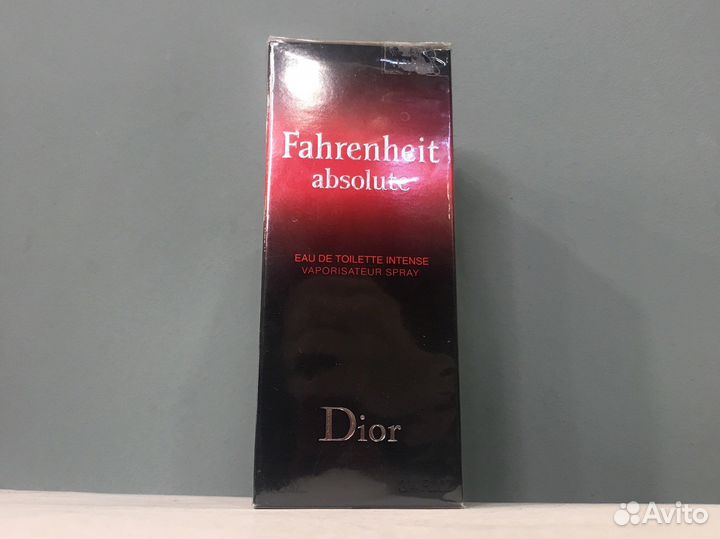 Fahrenheit
absolute
EAU DE TOILETTE INTENSE
VAPORISATEUR SPRAY
Dior
Avito